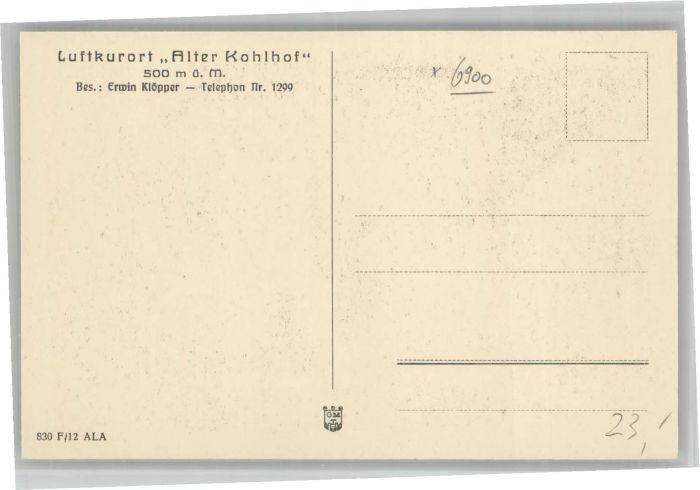 Luftkurort „Alter Kohlhof“
500 m ü. M.
Bes.: Erwin Klöpper — Telephon Nr. 1299
x 6900
830 F/12 ALA
23,'